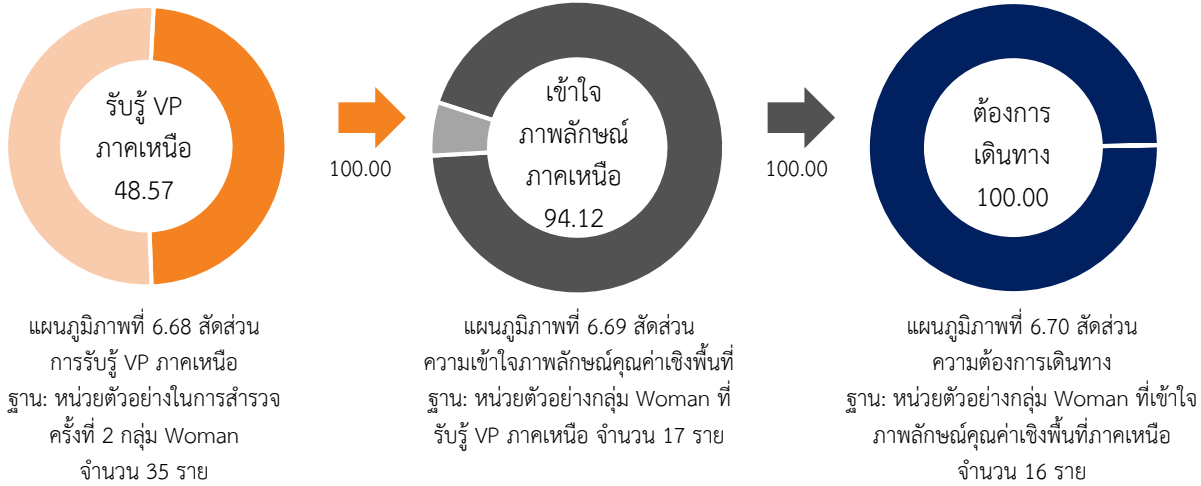 รับรู้ VP
ภาคเหนือ
48.57
100.00
เข้าใจ
ภาพลักษณ์
ภาคเหนือ
94.12
100.00
ต้องการ
เดินทาง
100.00
แผนภูมิภาพที่ 6.68 สัดส่วน
การรับรู้ VP ภาคเหนือ
ฐาน: หน่วยตัวอย่างในการสำรวจ
ครั้งที่ 2 กลุ่ม Woman
จำนวน 35 ราย
แผนภูมิภาพที่ 6.69 สัดส่วน
ความเข้าใจภาพลักษณ์คุณค่าเชิงพื้นที่
ฐาน: หน่วยตัวอย่างกลุ่ม Woman ที่
รับรู้ VP ภาคเหนือ จำนวน 17 ราย
แผนภูมิภาพที่ 6.70 สัดส่วน
ความต้องการเดินทาง
ฐาน: หน่วยตัวอย่างกลุ่ม Woman ที่เข้าใจ
ภาพลักษณ์คุณค่าเชิงพื้นที่ภาคเหนือ
จำนวน 16 ราย